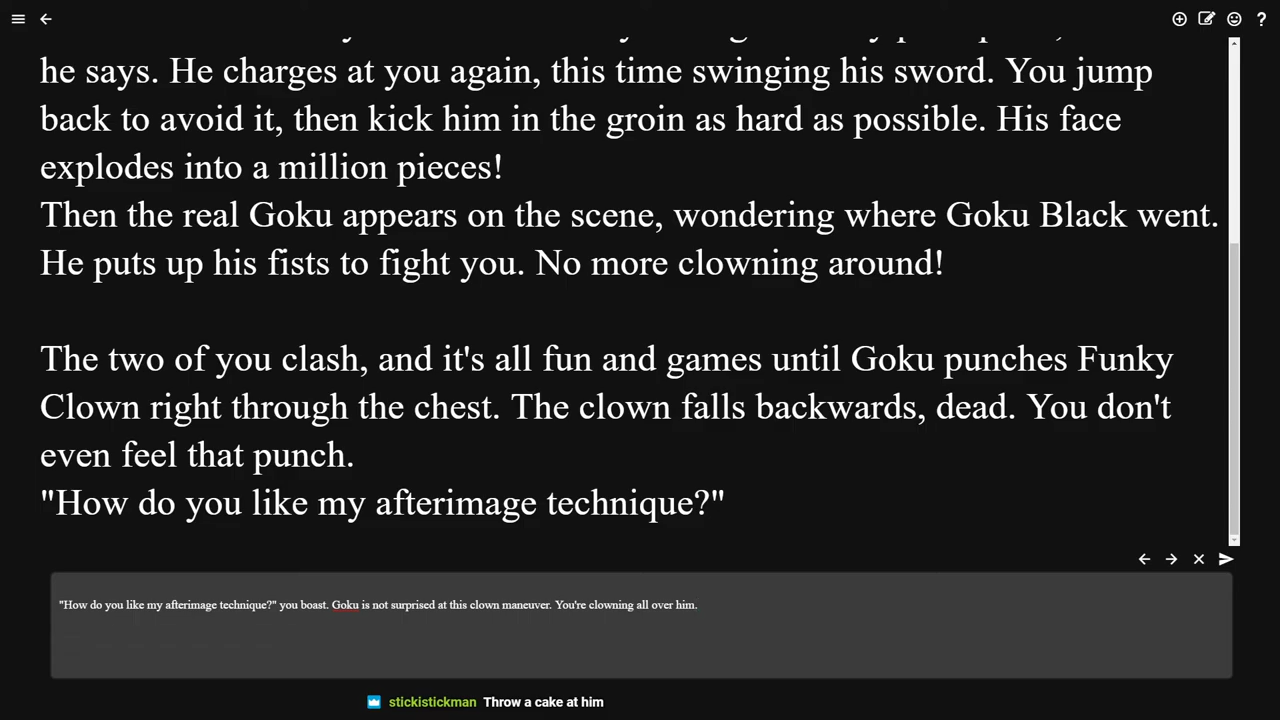 he says. He charges at you again, this time swinging his sword. You jump
back to avoid it, then kick him in the groin as hard as possible. His face
explodes into a million pieces!
Then the real Goku appears on the scene, wondering where Goku Black went.
He puts up his fists to fight you. No more clowning around!
The two of you clash, and it's all fun and games until Goku punches Funky
Clown right through the chest. The clown falls backwards, dead. You don't
even feel that punch.
"How do you like my afterimage technique?"
"How do you like my afterimage technique?" you boast. Goku is not surprised at this clown maneuver. You're clowning all over him.
stickistickman Throw a cake at him